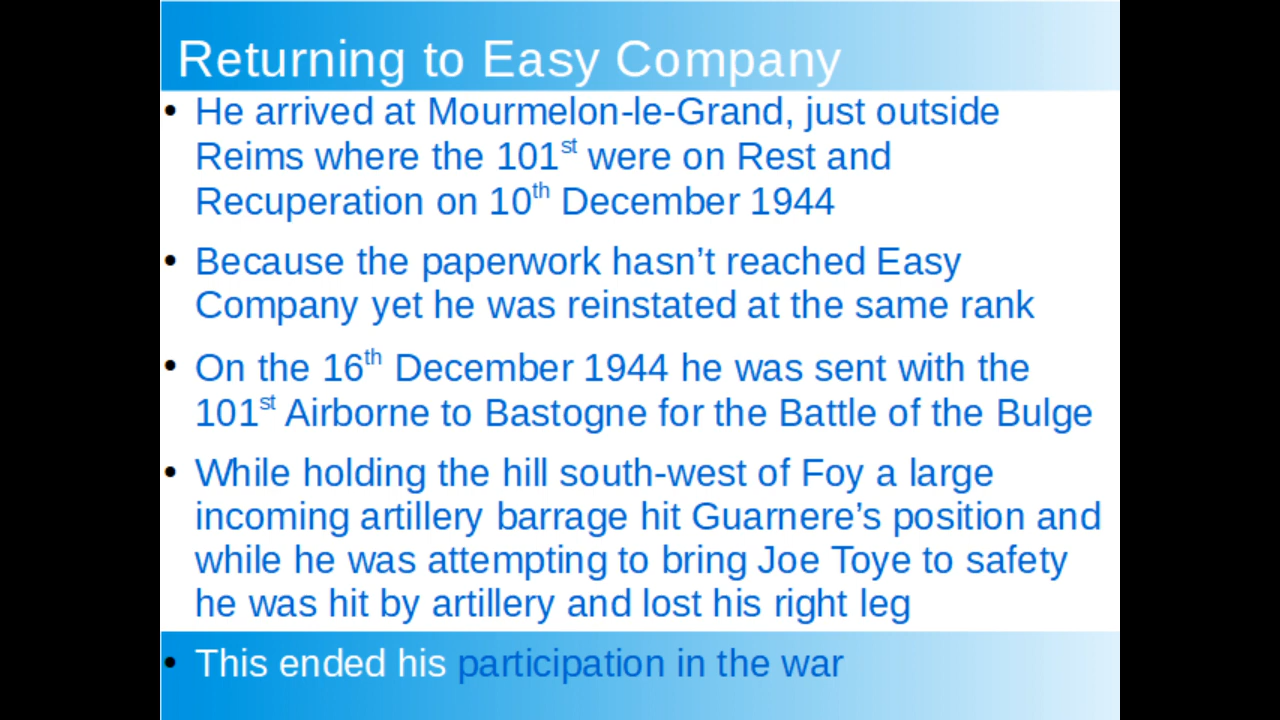 Returning to Easy Company
• He arrived at Mourmelon-le-Grand, just outside
Reims where the 101st were on Rest and
Recuperation on 10th December 1944
• Because the paperwork hasn’t reached Easy
Company yet he was reinstated at the same rank
• On the 16th December 1944 he was sent with the
101st Airborne to Bastogne for the Battle of the Bulge
• While holding the hill south-west of Foy a large
incoming artillery barrage hit Guarnere’s position and
while he was attempting to bring Joe Toye to safety
he was hit by artillery and lost his right leg
• This ended his participation in the war